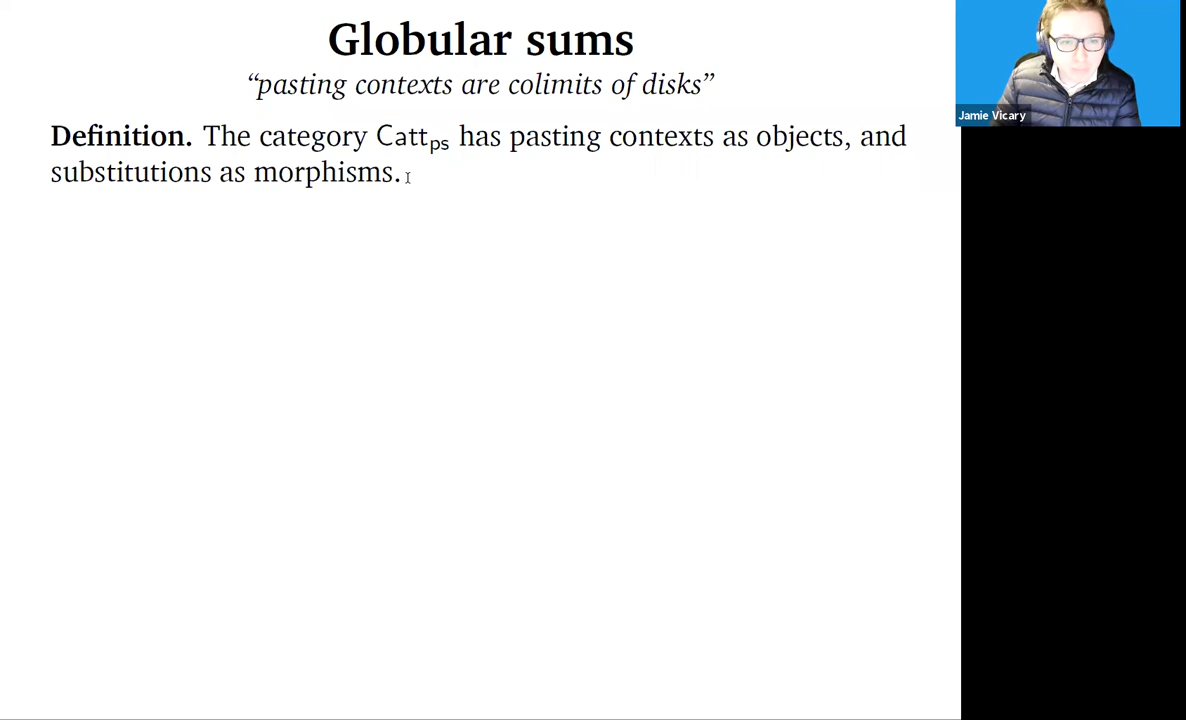 Globular sums
“pasting contexts are colimits of disks”
Definition. The category Catt_ps has pasting contexts as objects, and
substitutions as morphisms.
Jamie Vicary